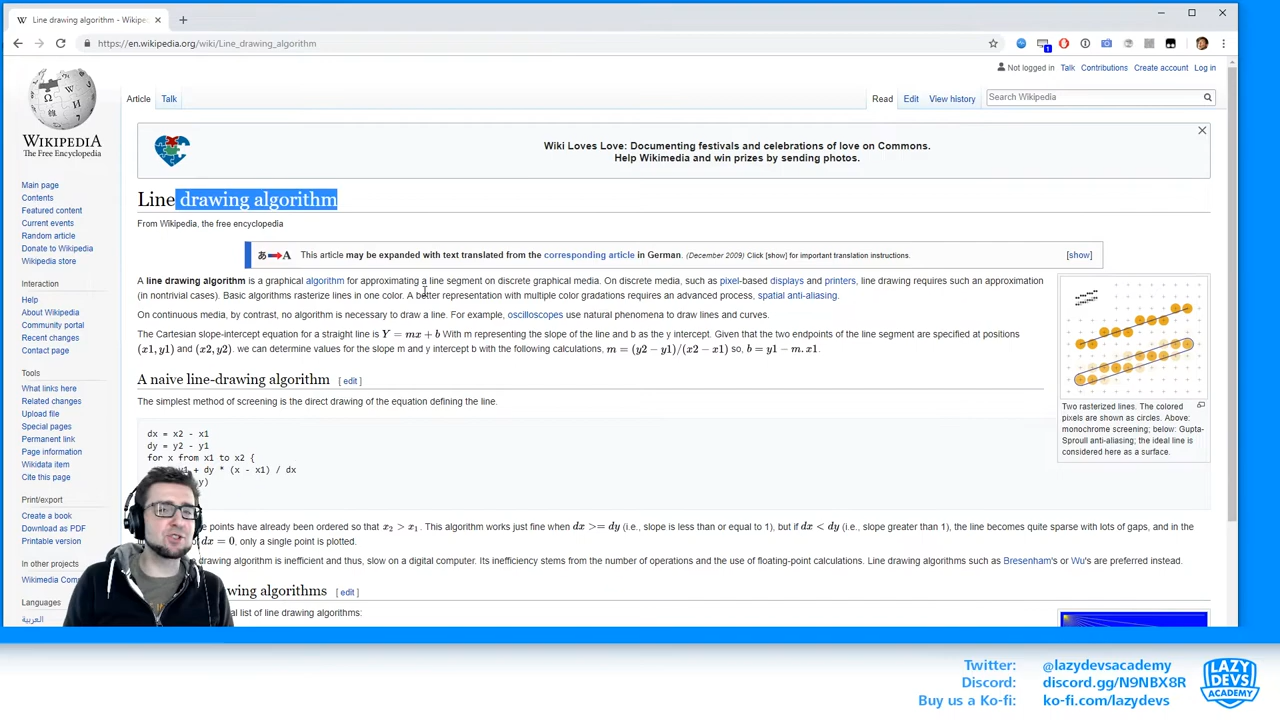 Line drawing algorithm - Wikipe
https://en.wikipedia.org/wiki/Line_drawing_algorithm
1
Not logged in Talk Contributions Create account Log in
WIKIPEDIA
The Free Encyclopedia
Article Talk
Read Edit View history
Search Wikipedia
Wiki Loves Love: Documenting festivals and celebrations of love on Commons.
Help Wikimedia and win prizes by sending photos.
Main page
Contents
Featured content
Current events
Random article
Donate to Wikipedia
Wikipedia store
Interaction
Help
About Wikipedia
Community portal
Recent changes
Contact page
Tools
What links here
Related changes
Upload file
Special pages
Permanent link
Page information
Wikidata item
Cite this page
Print/export
Create a book
Download as PDF
Printable version
In other projects
Wikimedia Com
Languages
العربية
Line drawing algorithm
From Wikipedia, the free encyclopedia
あ A This article may be expanded with text translated from the corresponding article in German. (December 2009) Click [show] for important translation instructions. [show]
A line drawing algorithm is a graphical algorithm for approximating a line segment on discrete graphical media. On discrete media, such as pixel-based displays and printers, line drawing requires such an approximation
(in nontrivial cases). Basic algorithms rasterize lines in one color. A better representation with multiple color gradations requires an advanced process, spatial anti-aliasing.
On continuous media, by contrast, no algorithm is necessary to draw a line. For example, oscilloscopes use natural phenomena to draw lines and curves.
The Cartesian slope-intercept equation for a straight line is Y = mx + b With m representing the slope of the line and b as the y intercept. Given that the two endpoints of the line segment are specified at positions
(x1, y1) and (x2, y2). we can determine values for the slope m and y intercept b with the following calculations, m = (y2 − y1)/(x2 − x1) so, b = y1 − m.x1.
A naive line-drawing algorithm [ edit ]
The simplest method of screening is the direct drawing of the equation defining the line.
dx = x2 - x1
dy = y2 - y1
for x from x1 to x2 {
y1 + dy * (x - x1) / dx
y)
points have already been ordered so that x₂ > x₁. This algorithm works just fine when dx >= dy (i.e., slope is less than or equal to 1), but if dx < dy (i.e., slope greater than 1), the line becomes quite sparse with lots of gaps, and in the
dx = 0, only a single point is plotted.
drawing algorithm is inefficient and thus, slow on a digital computer. Its inefficiency stems from the number of operations and the use of floating-point calculations. Line drawing algorithms such as Bresenham's or Wu's are preferred instead.
wing algorithms [ edit ]
al list of line drawing algorithms:
Two rasterized lines. The colored
pixels are shown as circles. Above:
monochrome screening; below: Gupta-
Sproull anti-aliasing; the ideal line is
considered here as a surface.
Twitter: @lazydevsacademy
Discord: discord.gg/N9NBX8R
Buy us a Ko-fi: ko-fi.com/lazydevs
LAZY
DEVS
ACADEMY